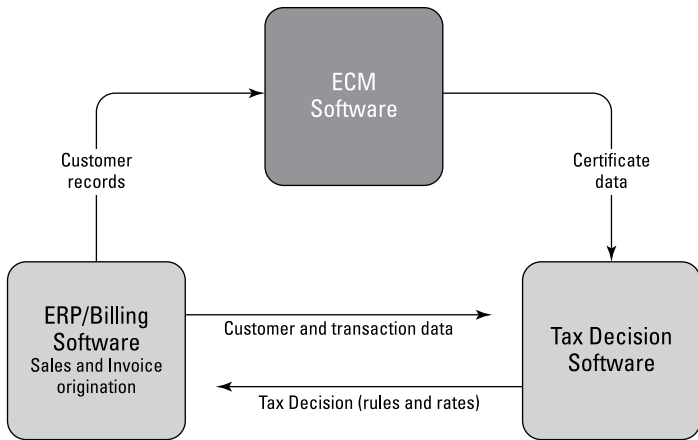 ECM
Software
Customer
records
Certificate
data
ERP/Billing
Software
Sales and Invoice
origination
Customer and transaction data
Tax Decision
Software
Tax Decision (rules and rates)